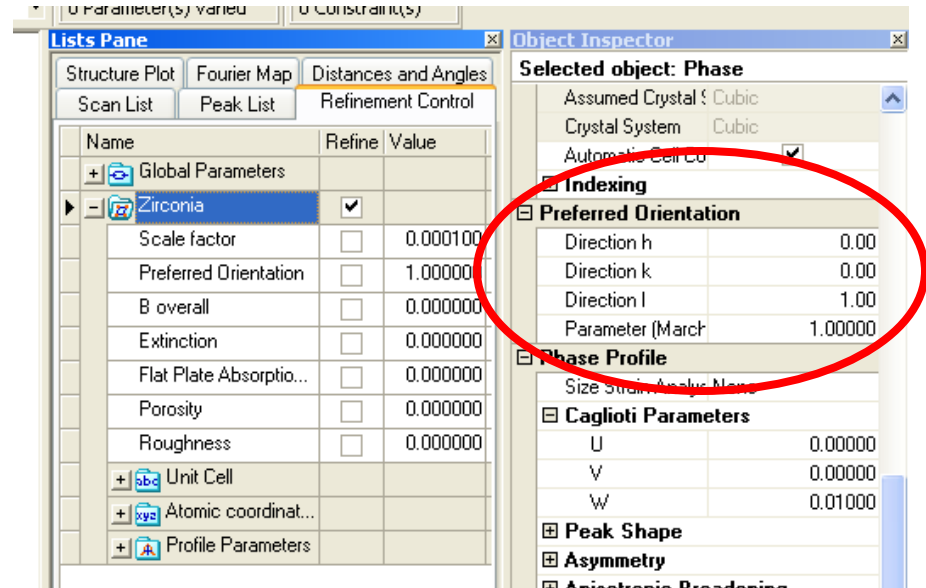 0 Parameter(s) Varied 0 Constraint(s)
Lists Pane
Structure Plot Fourier Map Distances and Angles
Scan List Peak List Refinement Control
Name Refine Value
Global Parameters
Zirconia
Scale factor 0.000100
Preferred Orientation 1.000000
B overall 0.000000
Extinction 0.000000
Flat Plate Absorptio... 0.000000
Porosity 0.000000
Roughness 0.000000
Unit Cell
Atomic coordinat...
Profile Parameters
Object Inspector
Selected object: Phase
Assumed Crystal Cubic
Crystal System Cubic
Automatic Cell Co
Indexing
Preferred Orientation
Direction h 0.00
Direction k 0.00
Direction l 1.00
Parameter (March 1.00000
Phase Profile
Size Strain Analys None
Caglioti Parameters
U 0.00000
V 0.00000
W 0.01000
Peak Shape
Asymmetry
Anisotropic Broadening